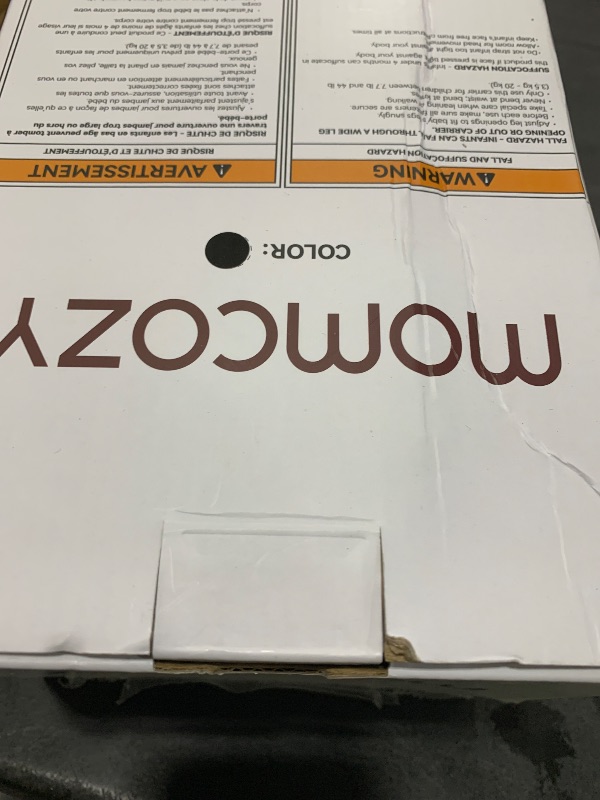 momcozy
COLOR:
WARNING
FALL AND SUFFOCATION HAZARD
FALL HAZARD - INFANTS CAN FALL THROUGH A WIDE LEG
OPENING OR OUT OF CARRIER.
• Adjust leg openings to fit baby's legs snugly
• Before each use, make sure all fasteners are secure
• Take special care when leaning or walking.
• Never bend at waist, bend at knees
• Only use this carrier for children between 7.7 lb and 44 lb
(3.5 kg - 20 kg)
SUFFOCATION HAZARD - Infants under 4 months can suffocate in
this product if face is pressed against your body
-Do not strap infant too tight against your body
-Allow room for head movement
-Keep infant's face free from obstructions at all times.
AVERTISSEMENT
RISQUE DE CHUTE ET D'ÉTOUFFEMENT
RISQUE DE CHUTE - Les enfants en bas âge peuvent tomber à
travers une ouverture pour jambes trop large ou hors du
porte-bébé.
- Ajustez les ouvertures pour jambes de façon à ce qu'elles
s'ajustent parfaitement aux jambes du bébé.
- Avant toute utilisation, assurez-vous que toutes les
attaches sont fixées correctement.
- Faites particulièrement attention en marchant ou en vous
penchant.
- Ne vous penchez jamais en pliant la taille, pliez vos
genoux.
- Ce porte-bébé est prévu uniquement pour les enfants
pesant de 7.7 à 44 lb (de 3,5 à 20 kg)
RISQUE D'ÉTOUFFEMENT - Ce produit peut conduire à une
suffocation chez les enfants âgés de moins de 4 mois si leur visage
est pressé trop fermement contre votre corps.
- N'attachez pas le bébé trop fermement contre votre
corps